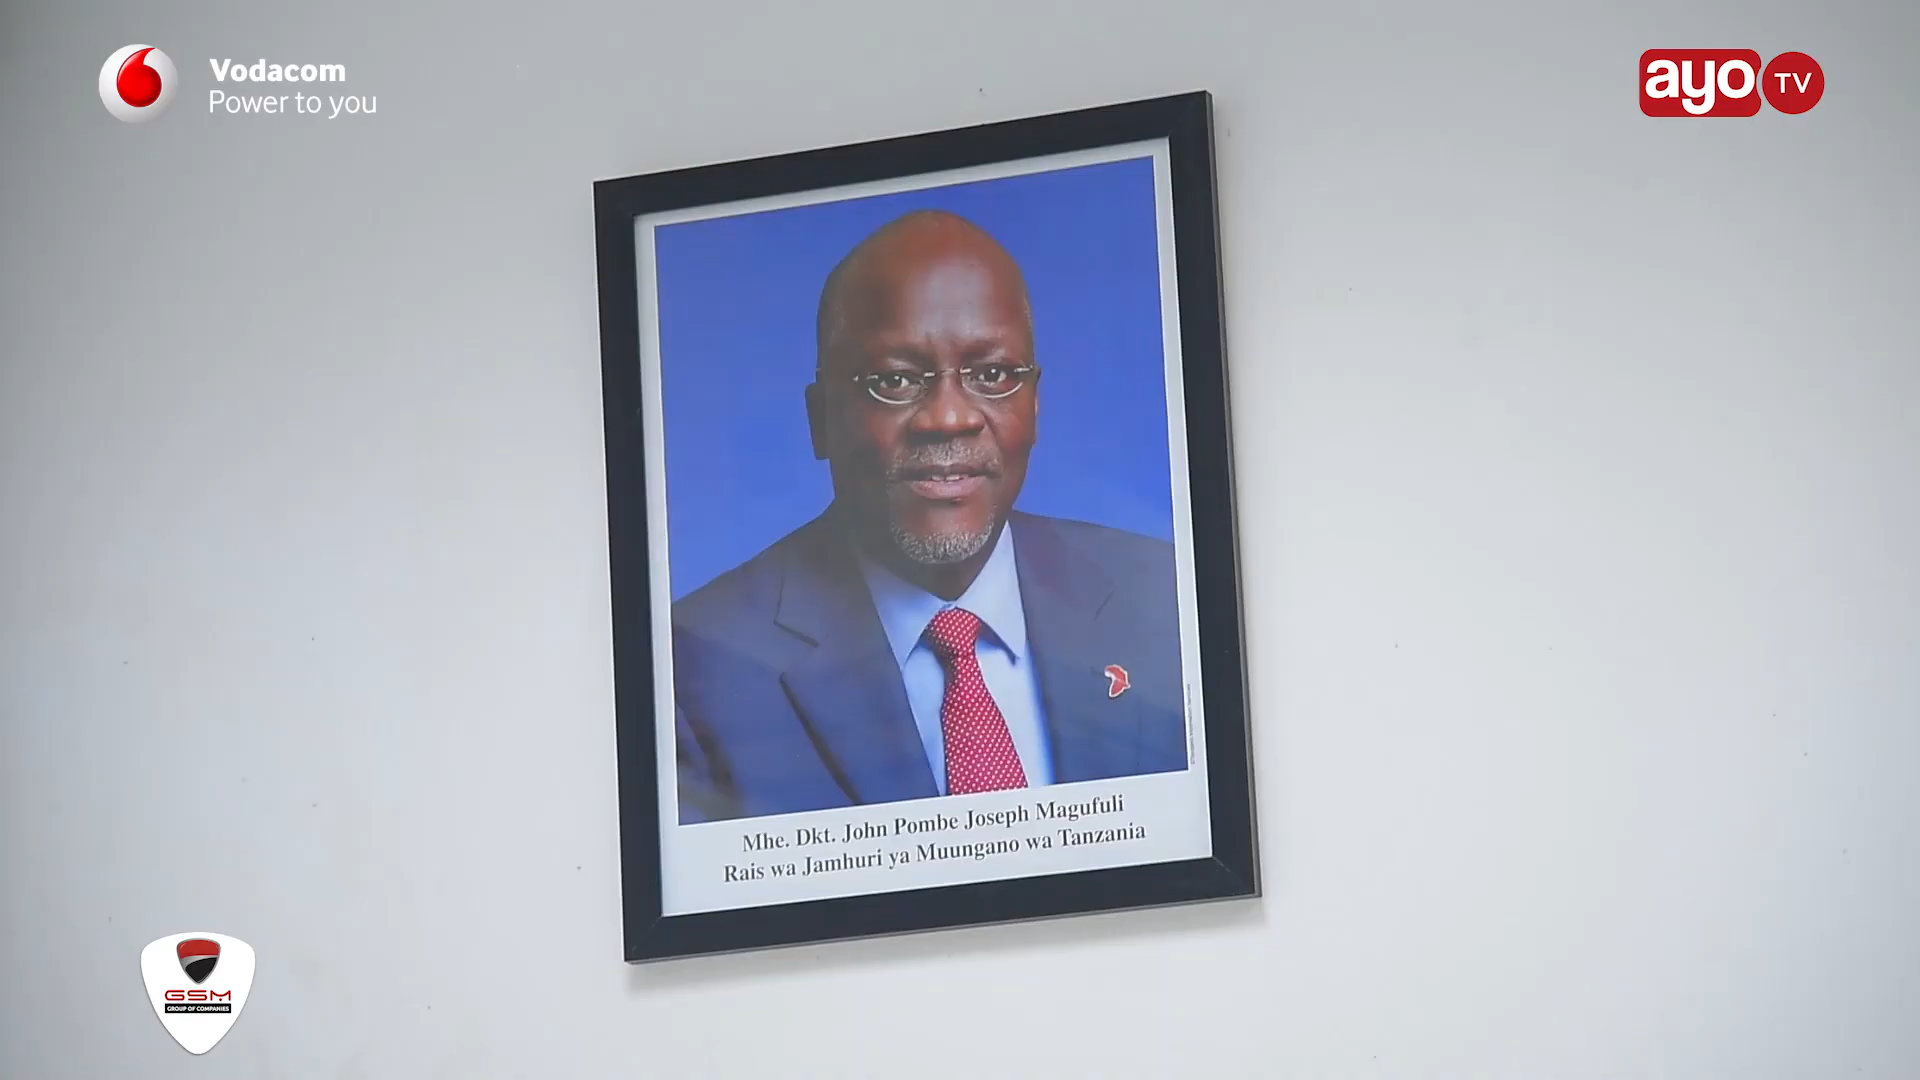 Vodacom
Power to you
ayo TV
Mhe. Dkt. John Pombe Joseph Magufuli
Rais wa Jamhuri ya Muungano wa Tanzania
GSM
GROUP OF COMPANIES